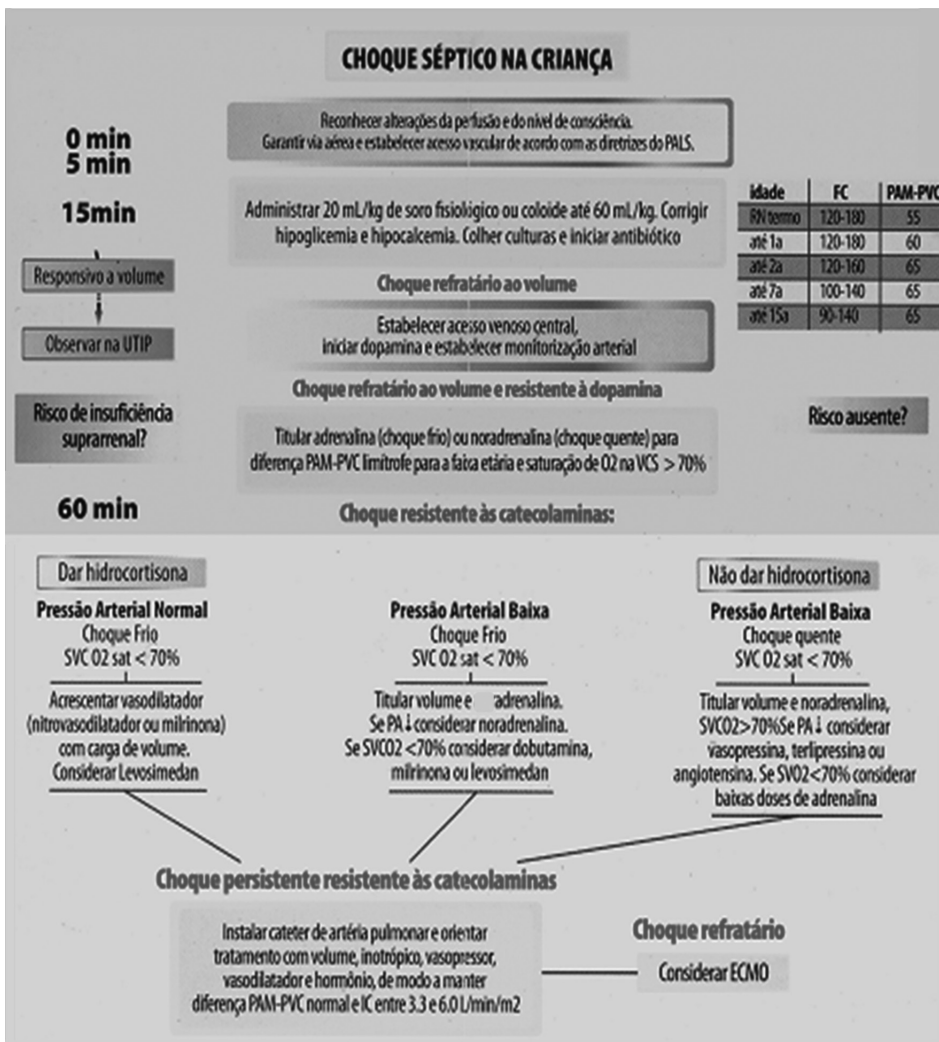 CHOQUE SÉPTICO NA CRIANÇA
0 min
5 min
Reconhecer alterações da perfusão e do nível de consciência.
Garantir via aérea e estabelecer acesso vascular de acordo com as diretrizes do PALS.
15min
Administrar 20 mL/kg de soro fisiológico ou coloide até 60 mL/kg. Corrigir
hipoglicemia e hipocalcemia. Colher culturas e iniciar antibiótico
idade FC PAM-PVC
RN termo 120-180 55
até 1a 120-180 60
até 2a 120-160 65
até 7a 100-140 65
até 15a 90-140 65
Responsivo a volume
Observar na UTIP
Choque refratário ao volume
Estabelecer acesso venoso central,
iniciar dopamina e estabelecer monitorização arterial
Choque refratário ao volume e resistente à dopamina
Risco de insuficiência
suprarrenal?
Titular adrenalina (choque frio) ou noradrenalina (choque quente) para
diferença PAM-PVC limítrofe para a faixa etária e saturação de O2 na VCS > 70%
Risco ausente?
60 min
Choque resistente às catecolaminas:
Dar hidrocortisona
Pressão Arterial Normal
Choque Frio
SVC O2 sat < 70%
Acrescentar vasodilatador
(nitrovasodilatador ou milrinona)
com carga de volume.
Considerar Levosimedan
Pressão Arterial Baixa
Choque Frio
SVC O2 sat < 70%
Titular volume e adrenalina.
Se PA↓ considerar noradrenalina.
Se SVCO2 <70% considerar dobutamina,
milrinona ou levosimedan
Não dar hidrocortisona
Pressão Arterial Baixa
Choque quente
SVC O2 sat < 70%
Titular volume e noradrenalina,
SVCO2>70%Se PA↓ considerar
vasopressina, terlipressina ou
angiotensina. Se SVO2<70% considerar
baixas doses de adrenalina
Choque persistente resistente às catecolaminas
Instalar cateter de artéria pulmonar e orientar
tratamento com volume, inotrópico, vasopressor,
vasodilatador e hormônio, de modo a manter
diferença PAM-PVC normal e IC entre 3.3 e 6.0 L/min/m2
Choque refratário
Considerar ECMO